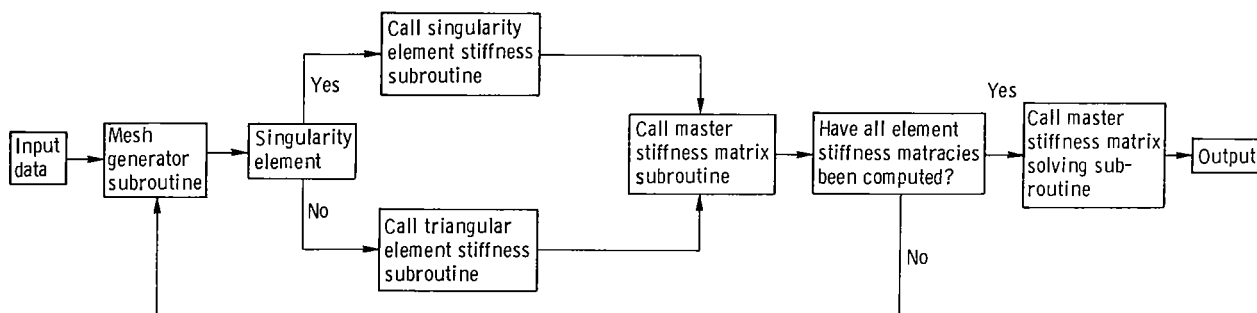 Input
data
Mesh
generator
subroutine
Singularity
element
Yes
Call singularity
element stiffness
subroutine
No
Call triangular
element stiffness
subroutine
Call master
stiffness matrix
subroutine
Have all element
stiffness matracies
been computed?
No
Yes
Call master
stiffness matrix
solving sub-
routine
Output